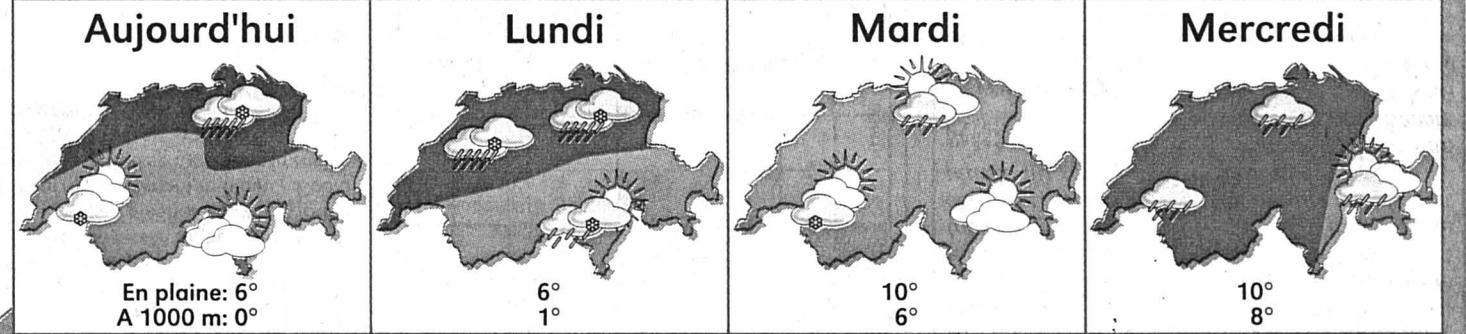 Aujourd'hui
En plaine: 6°
A 1000 m: 0°
Lundi
6°
1°
Mardi
10°
6°
Mercredi
10°
8°